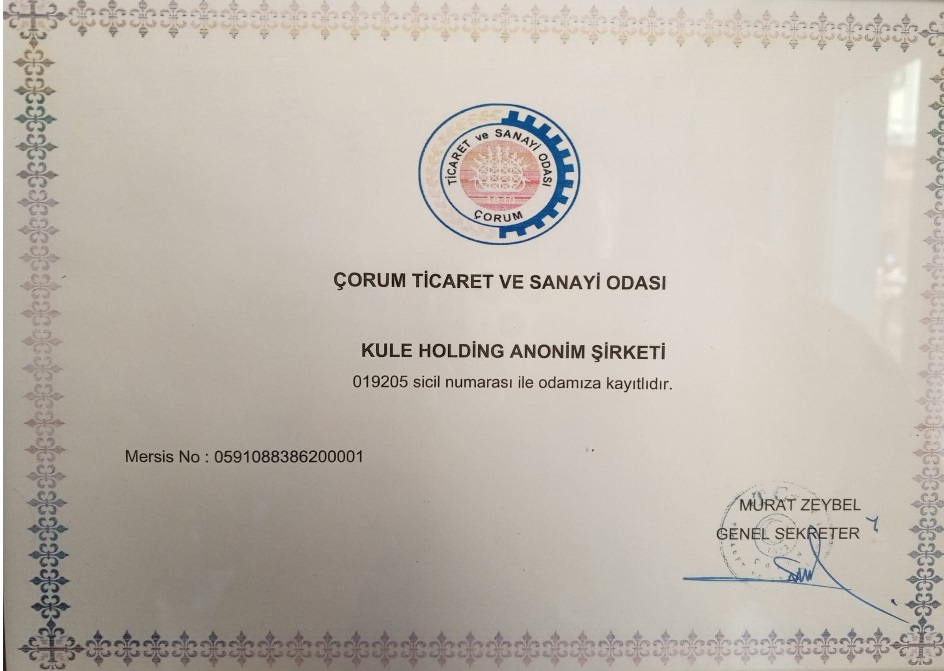 TİCARET ve SANAYİ ODASI
ÇORUM
ÇORUM TİCARET VE SANAYİ ODASI
KULE HOLDİNG ANONİM ŞİRKETİ
019205 sicil numarası ile odamıza kayıtlıdır.
Mersis No : 0591088386200001
MURAT ZEYBEL
GENEL SEKRETER